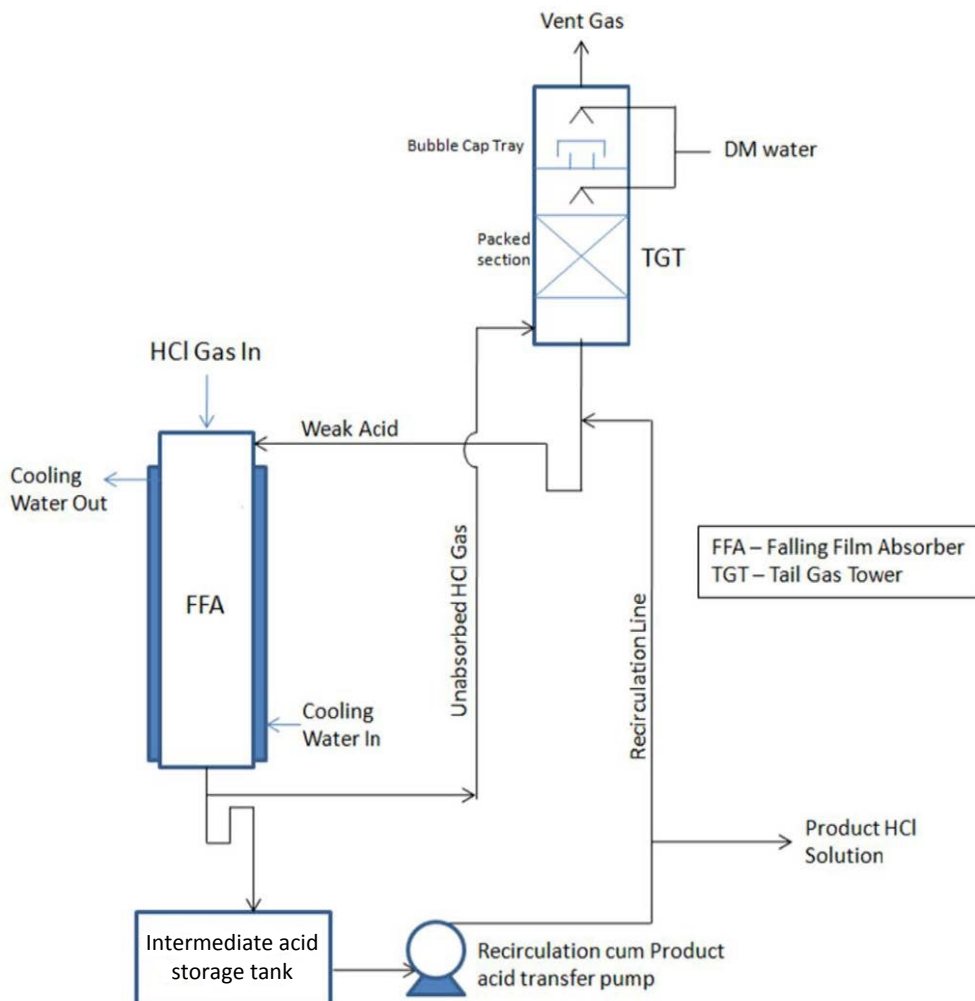 Vent Gas
Bubble Cap Tray
DM water
Packed
section
TGT
HCl Gas In
Weak Acid
Cooling
Water Out
FFA – Falling Film Absorber
TGT – Tail Gas Tower
FFA
Unabsorbed HCl Gas
Recirculation Line
Cooling
Water In
Product HCl
Solution
Intermediate acid
storage tank
Recirculation cum Product
acid transfer pump